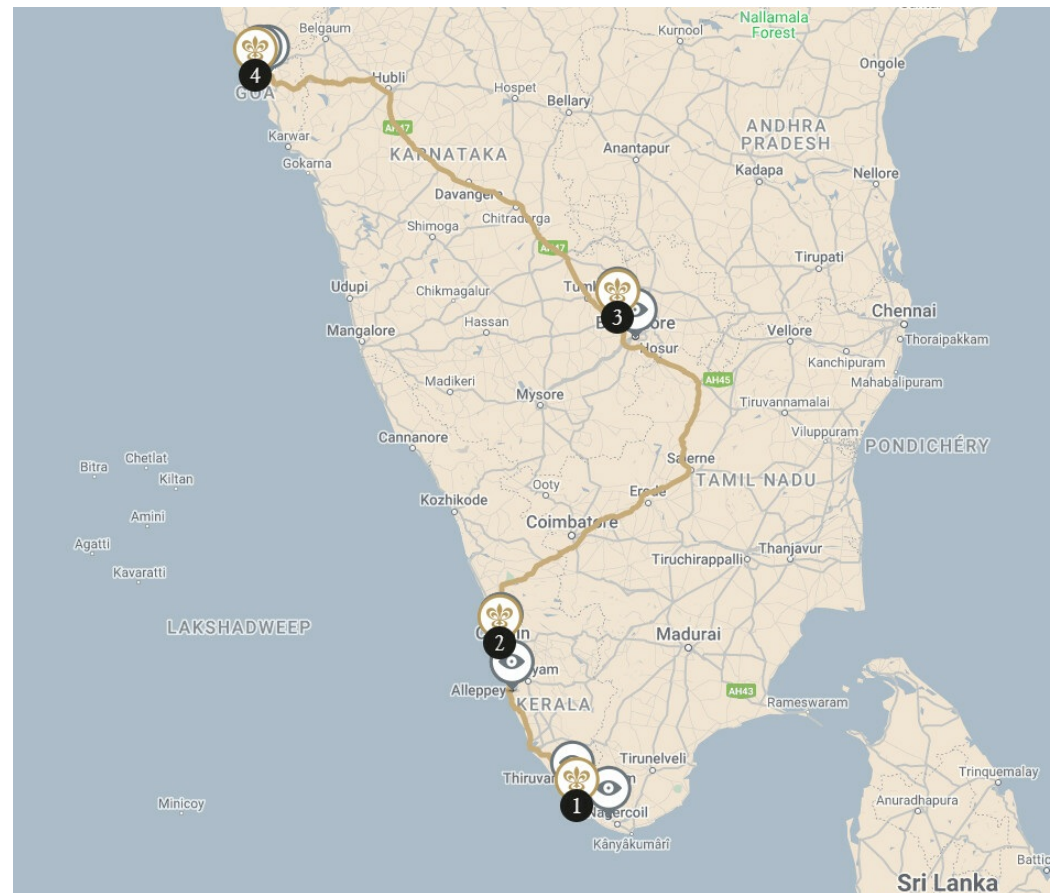 Belgaum
Kurnool
Nallamala
Forest
Ongole
4
GOA
Hubli
Hospet
Bellary
AH47
ANDHRA
PRADESH
Karwar
KARNATAKA
Anantapur
Kadapa
Gokarna
Nellore
Davangere
Chitradurga
Shimoga
AH47
Tirupati
Udupi
Chikmagalur
3
Chennai
Mangalore
Hassan
Hosur
Vellore
Thoraipakkam
Kanchipuram
Madikeri
AH45
Mahabalipuram
Mysore
Tiruvannamalai
Cannanore
Viluppuram
PONDICHÉRY
Bitra
Chetlat
Kiltan
Salerne
TAMIL NADU
Ooty
Erode
Kozhikode
Amini
Coimbatore
Agatti
Kavaratti
Tiruchirappalli
Thanjavur
LAKSHADWEEP
2
Madurai
Alleppey
AH43
KERALA
Rameswaram
Tirunelveli
Trinquemalay
Minicoy
1
Nagercoil
Anuradhapura
Kânyâkumârî
Sri Lanka